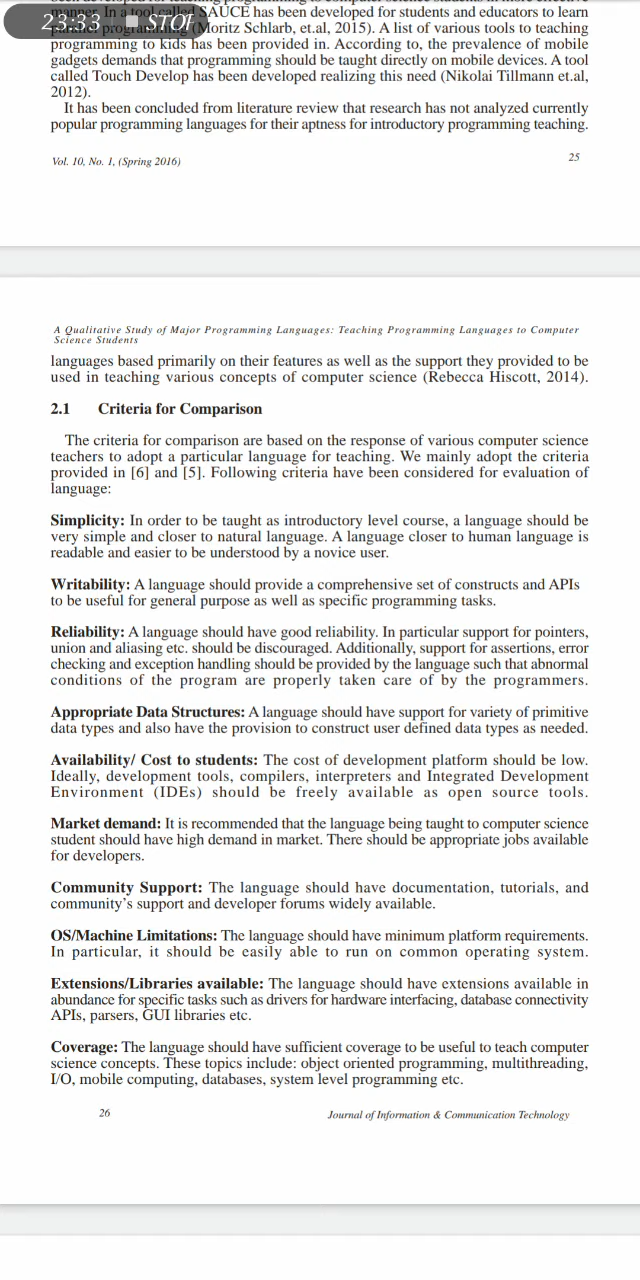 manner. In a tool called SAUCE has been developed for students and educators to learn
23:33 STOP
parallel programming (Moritz Schlarb, et.al, 2015). A list of various tools to teaching
programming to kids has been provided in. According to, the prevalence of mobile
gadgets demands that programming should be taught directly on mobile devices. A tool
called Touch Develop has been developed realizing this need (Nikolai Tillmann et.al,
2012).
It has been concluded from literature review that research has not analyzed currently
popular programming languages for their aptness for introductory programming teaching.
Vol. 10, No. 1, (Spring 2016)
25
A Qualitative Study of Major Programming Languages: Teaching Programming Languages to Computer
Science Students
languages based primarily on their features as well as the support they provided to be
used in teaching various concepts of computer science (Rebecca Hiscott, 2014).
2.1 Criteria for Comparison
The criteria for comparison are based on the response of various computer science
teachers to adopt a particular language for teaching. We mainly adopt the criteria
provided in [6] and [5]. Following criteria have been considered for evaluation of
language:
Simplicity: In order to be taught as introductory level course, a language should be
very simple and closer to natural language. A language closer to human language is
readable and easier to be understood by a novice user.
Writability: A language should provide a comprehensive set of constructs and APIs
to be useful for general purpose as well as specific programming tasks.
Reliability: A language should have good reliability. In particular support for pointers,
union and aliasing etc. should be discouraged. Additionally, support for assertions, error
checking and exception handling should be provided by the language such that abnormal
conditions of the program are properly taken care of by the programmers.
Appropriate Data Structures: A language should have support for variety of primitive
data types and also have the provision to construct user defined data types as needed.
Availability/ Cost to students: The cost of development platform should be low.
Ideally, development tools, compilers, interpreters and Integrated Development
Environment (IDEs) should be freely available as open source tools.
Market demand: It is recommended that the language being taught to computer science
student should have high demand in market. There should be appropriate jobs available
for developers.
Community Support: The language should have documentation, tutorials, and
community's support and developer forums widely available.
OS/Machine Limitations: The language should have minimum platform requirements.
In particular, it should be easily able to run on common operating system.
Extensions/Libraries available: The language should have extensions available in
abundance for specific tasks such as drivers for hardware interfacing, database connectivity
APIs, parsers, GUI libraries etc.
Coverage: The language should have sufficient coverage to be useful to teach computer
science concepts. These topics include: object oriented programming, multithreading,
I/O, mobile computing, databases, system level programming etc.
26
Journal of Information & Communication Technology